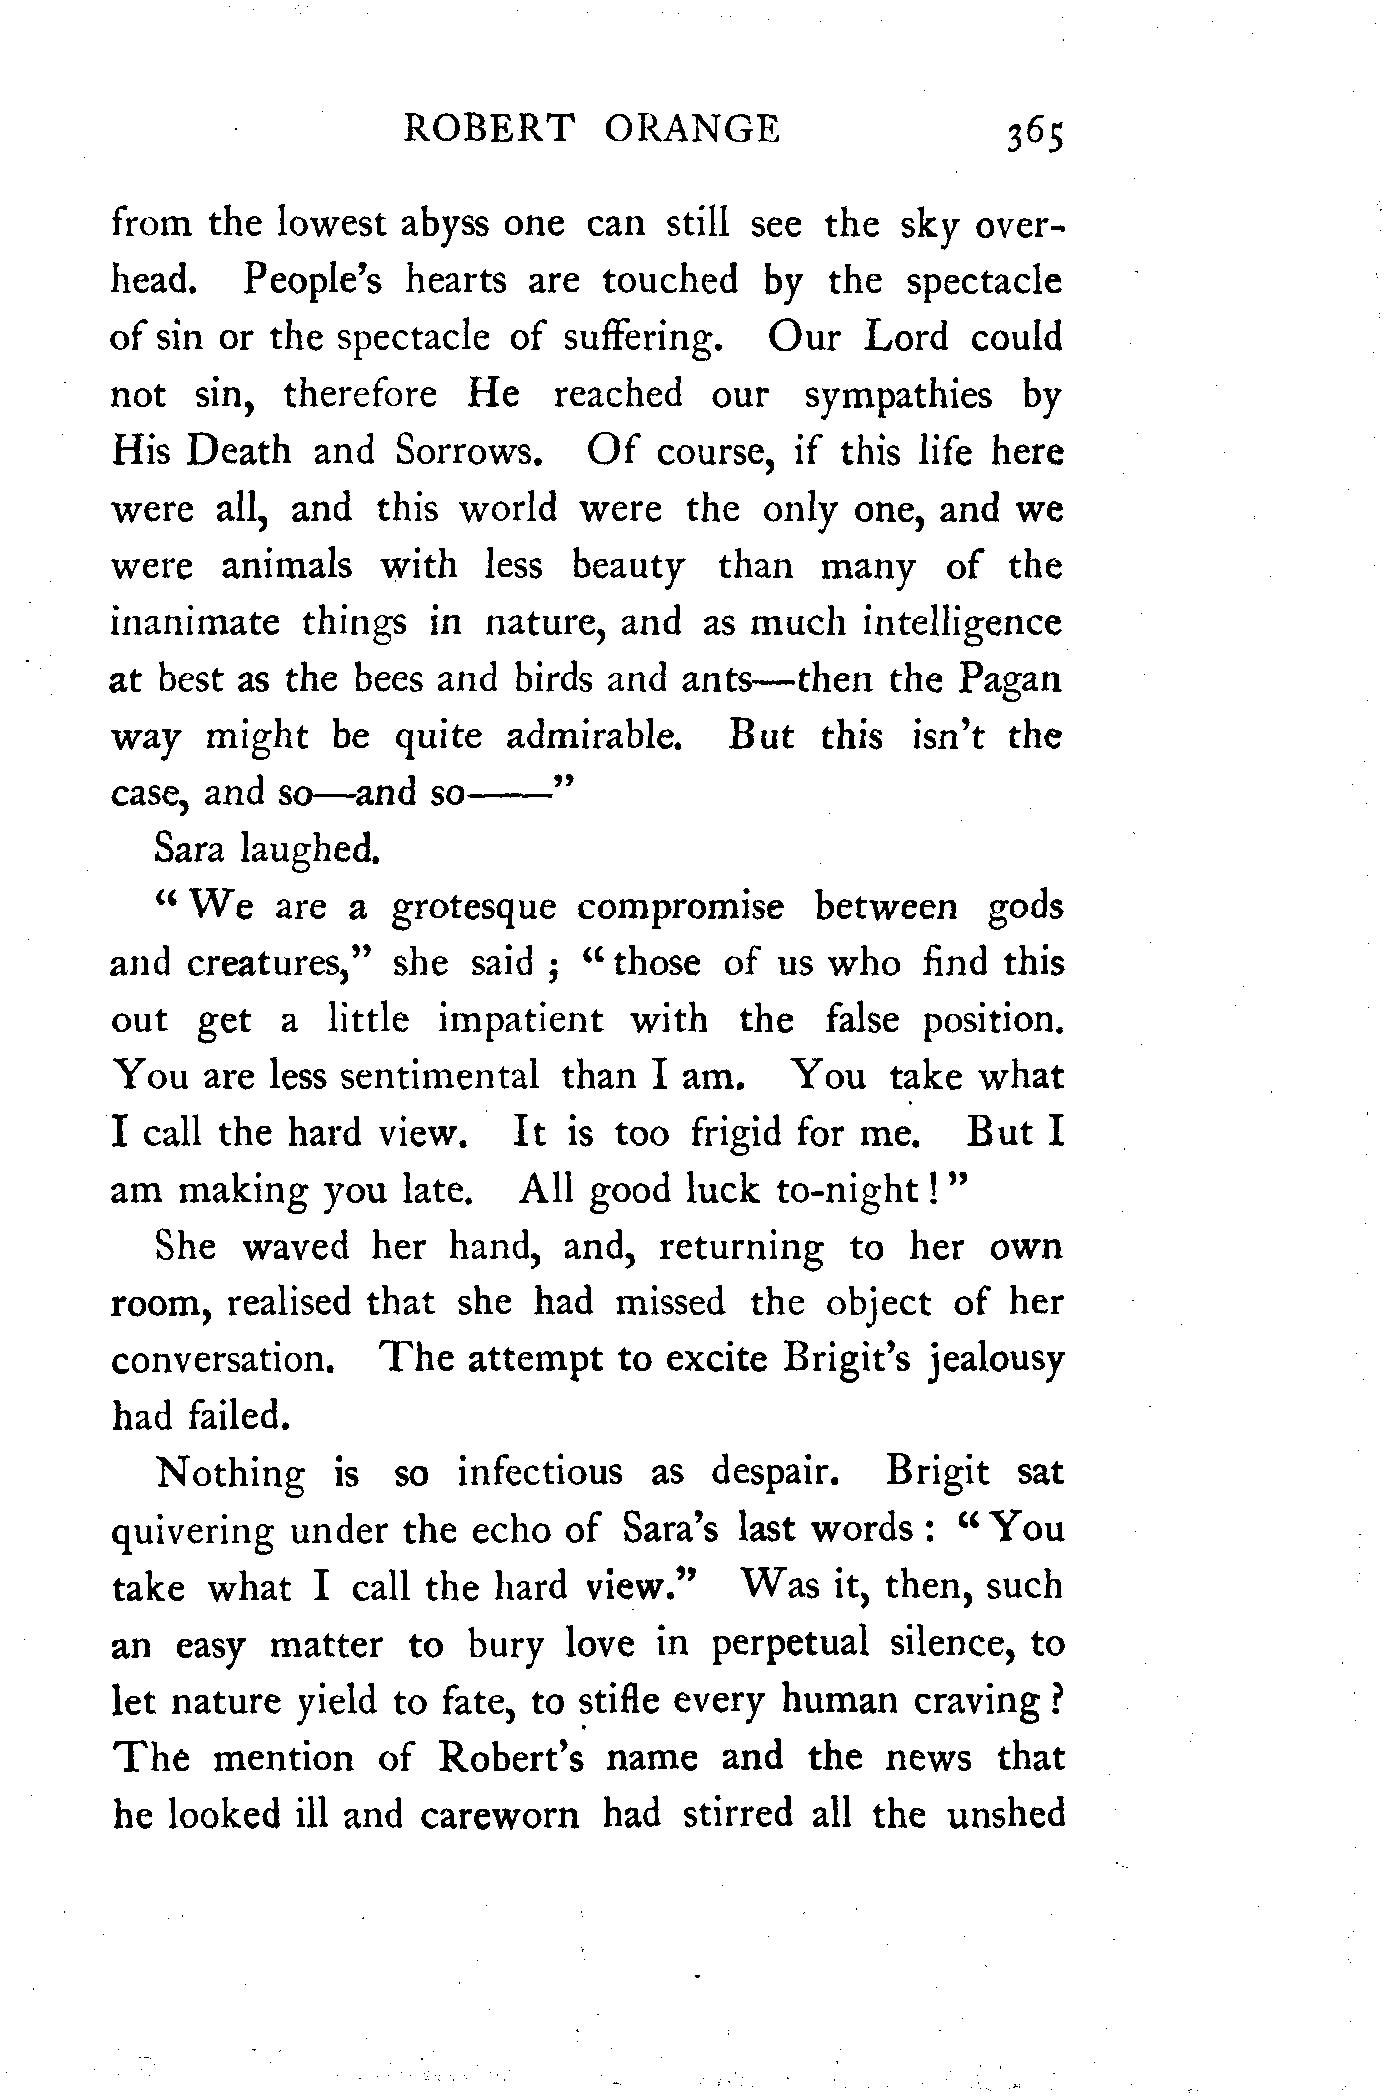 ROBERT ORANGE 365
from the lowest abyss one can still see the sky over-
head. People's hearts are touched by the spectacle
of sin or the spectacle of suffering. Our Lord could
not sin, therefore He reached our sympathies by
His Death and Sorrows. Of course, if this life here
were all, and this world were the only one, and we
were animals with less beauty than many of the
inanimate things in nature, and as much intelligence
at best as the bees and birds and ants—then the Pagan
way might be quite admirable. But this isn't the
case, and so—and so——"
Sara laughed.
"We are a grotesque compromise between gods
and creatures," she said ; "those of us who find this
out get a little impatient with the false position.
You are less sentimental than I am. You take what
I call the hard view. It is too frigid for me. But I
am making you late. All good luck to-night ! "
She waved her hand, and, returning to her own
room, realised that she had missed the object of her
conversation. The attempt to excite Brigit's jealousy
had failed.
Nothing is so infectious as despair. Brigit sat
quivering under the echo of Sara's last words : "You
take what I call the hard view." Was it, then, such
an easy matter to bury love in perpetual silence, to
let nature yield to fate, to stifle every human craving ?
The mention of Robert's name and the news that
he looked ill and careworn had stirred all the unshed